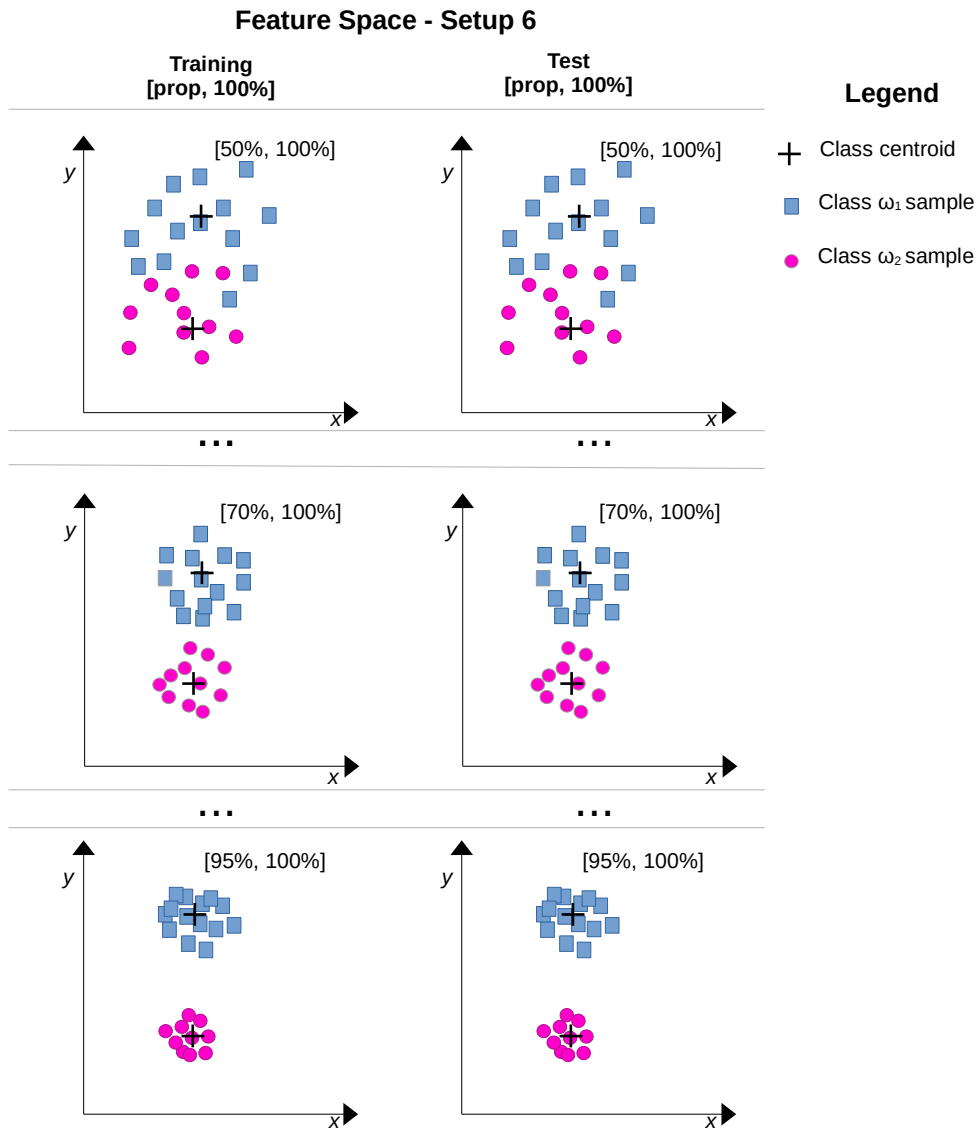 Feature Space - Setup 6
Training
[prop, 100%]
Test
[prop, 100%]
Legend
Class centroid
Class ω₁ sample
Class ω₂ sample
[50%, 100%]
y
x
[50%, 100%]
y
x
...
...
[70%, 100%]
y
x
[70%, 100%]
y
x
...
...
[95%, 100%]
y
x
[95%, 100%]
y
x